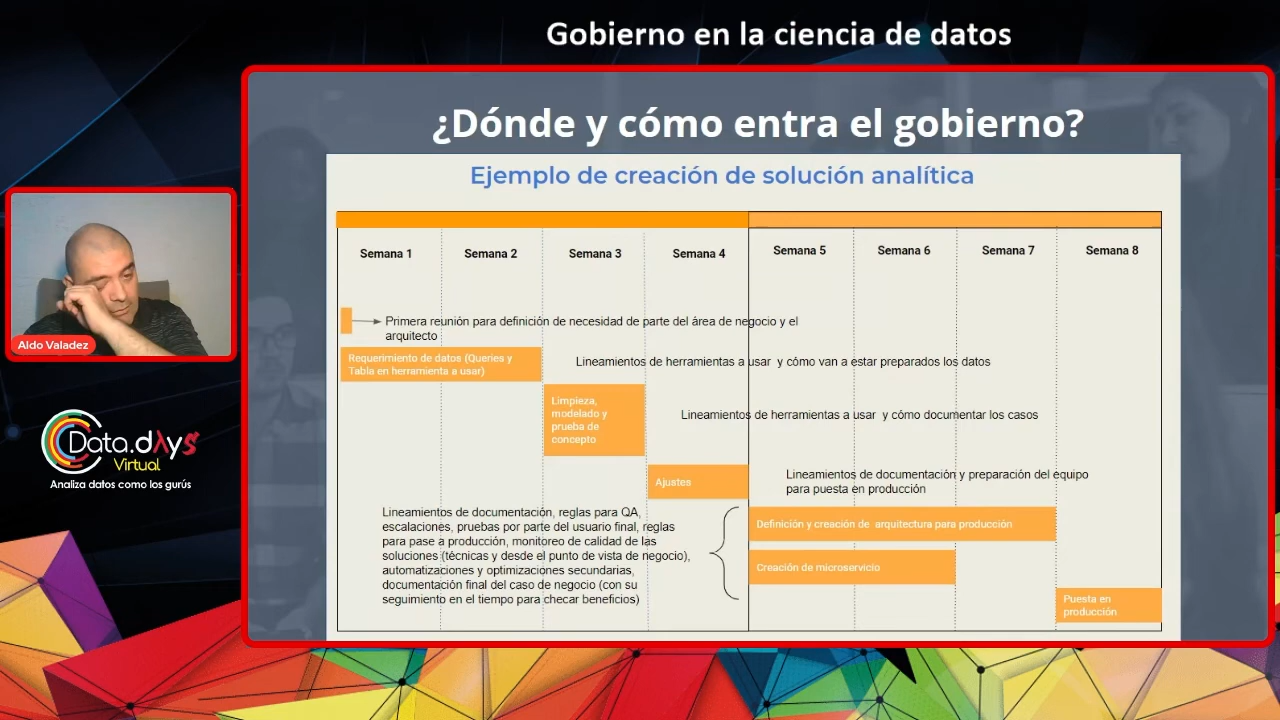 Gobierno en la ciencia de datos
¿Dónde y cómo entra el gobierno?
Ejemplo de creación de solución analítica
Semana 1
Semana 2
Semana 3
Semana 4
Semana 5
Semana 6
Semana 7
Semana 8
Primera reunión para definición de necesidad de parte del área de negocio y el
arquitecto
Requerimiento de datos (Queries y
Tabla en herramienta a usar)
Lineamientos de herramientas a usar y cómo van a estar preparados los datos
Limpieza,
modelado y
prueba de
concepto
Lineamientos de herramientas a usar y cómo documentar los casos
Ajustes
Lineamientos de documentación y preparación del equipo
para puesta en producción
Lineamientos de documentación, reglas para QA,
escalaciones, pruebas por parte del usuario final, reglas
para pase a producción, monitoreo de calidad de las
soluciones (técnicas y desde el punto de vista de negocio),
automatizaciones y optimizaciones secundarias,
documentación final del caso de negocio (con su
seguimiento en el tiempo para checar beneficios)
Definición y creación de arquitectura para producción
Creación de microservicio
Puesta en
producción
Aldo Valadez
Data.dAys
Virtual
Analiza datos como los gurús